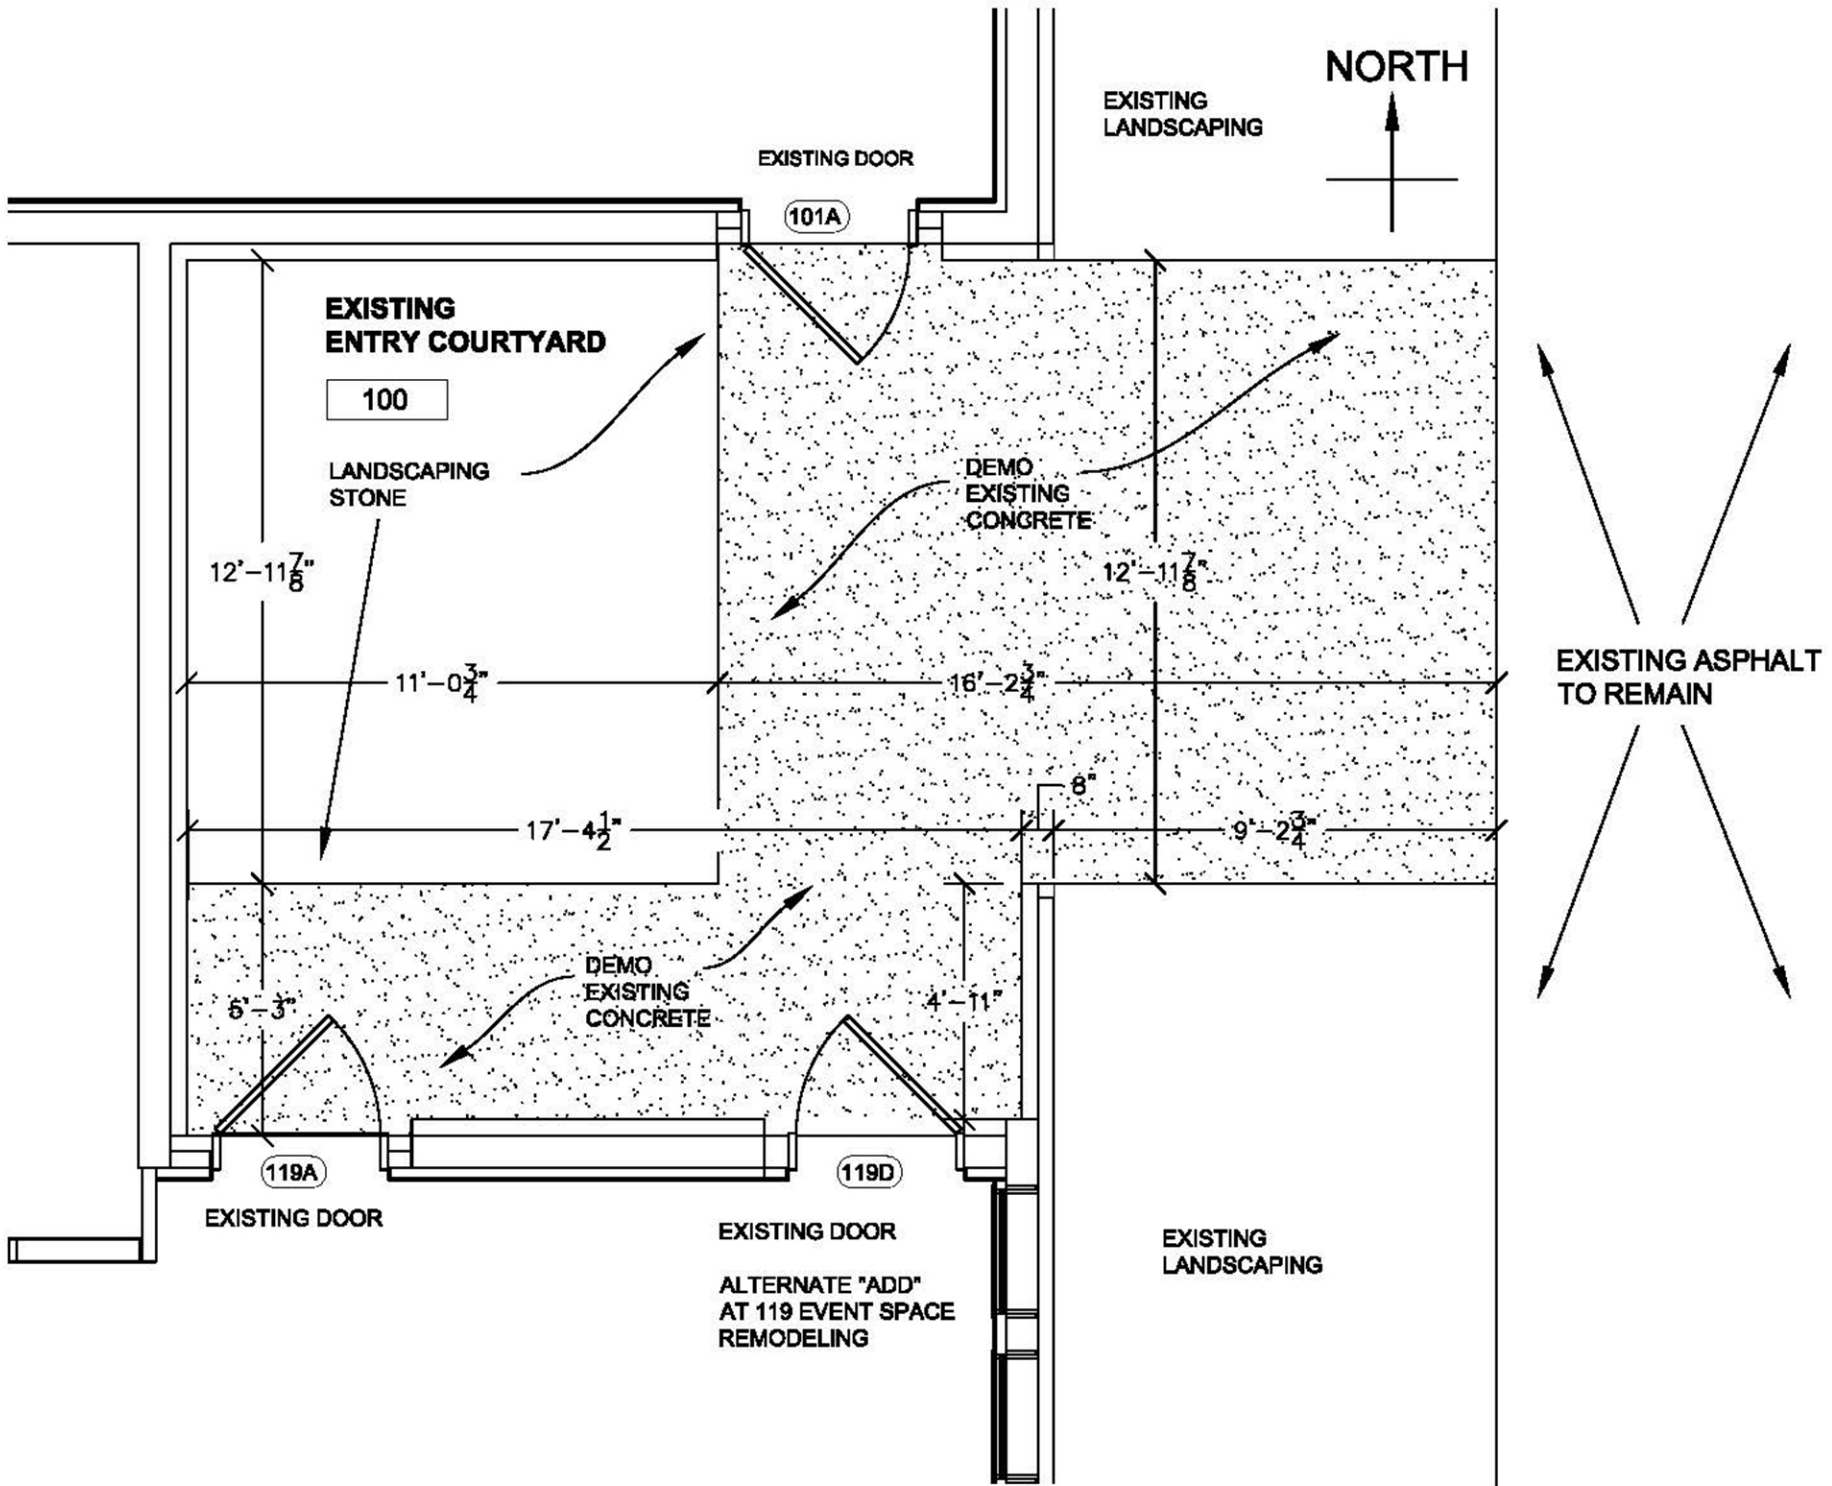 NORTH
EXISTING
LANDSCAPING
EXISTING DOOR
101A
EXISTING
ENTRY COURTYARD
100
LANDSCAPING
STONE
DEMO
EXISTING
CONCRETE
12'-11 7/8"
12'-11 7/8"
11'-0 3/4"
16'-2 3/4"
EXISTING ASPHALT
TO REMAIN
8"
17'-4 1/2"
9'-2 3/4"
DEMO
EXISTING
CONCRETE
5'-3"
4'-11"
119A
119D
EXISTING DOOR
EXISTING DOOR
ALTERNATE "ADD"
AT 119 EVENT SPACE
REMODELING
EXISTING
LANDSCAPING